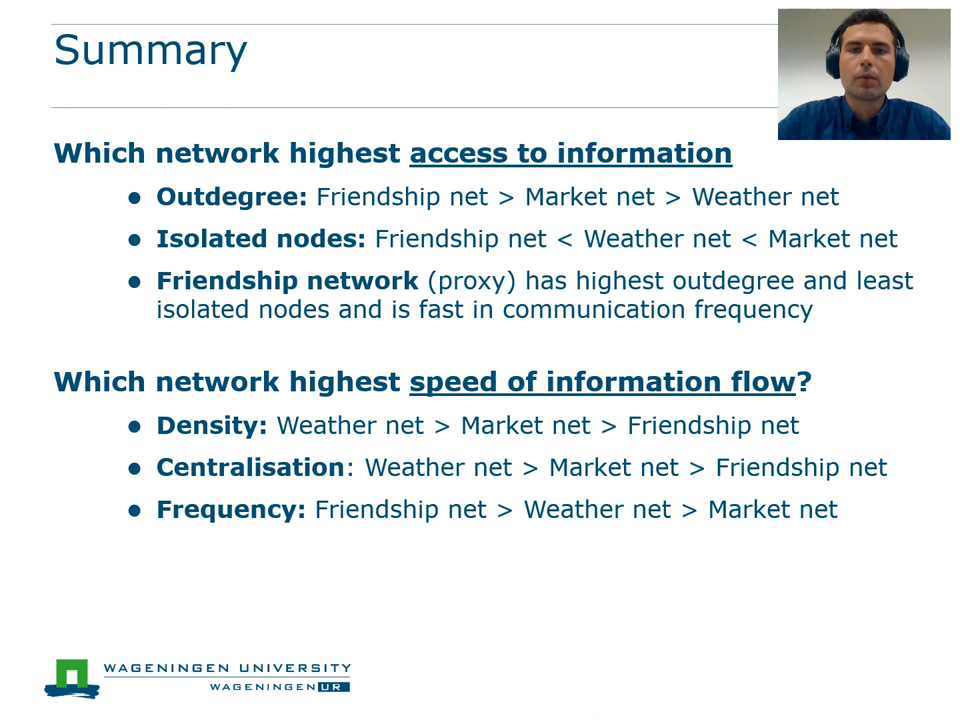 Summary
Which network highest access to information
● Outdegree: Friendship net > Market net > Weather net
● Isolated nodes: Friendship net < Weather net < Market net
● Friendship network (proxy) has highest outdegree and least
isolated nodes and is fast in communication frequency
Which network highest speed of information flow?
● Density: Weather net > Market net > Friendship net
● Centralisation: Weather net > Market net > Friendship net
● Frequency: Friendship net > Weather net > Market net
WAGENINGEN UNIVERSITY
WAGENINGEN UR